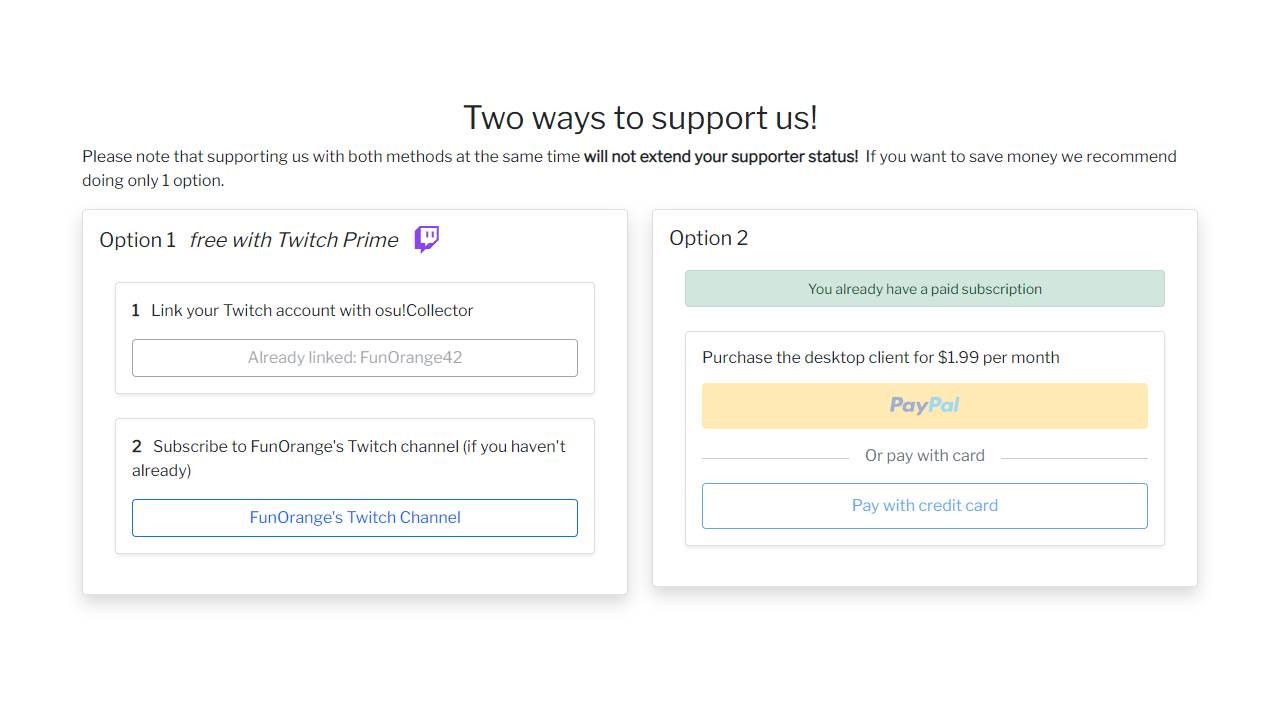 Two ways to support us!
Please note that supporting us with both methods at the same time will not extend your supporter status! If you want to save money we recommend
doing only 1 option.
Option 1 free with Twitch Prime
1 Link your Twitch account with osu!Collector
Already linked: FunOrange42
2 Subscribe to FunOrange's Twitch channel (if you haven't
already)
FunOrange's Twitch Channel
Option 2
You already have a paid subscription
Purchase the desktop client for $1.99 per month
PayPal
Or pay with card
Pay with credit card